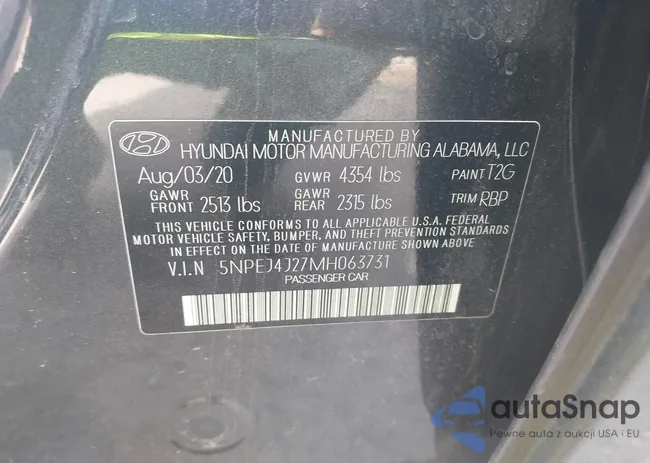 MANUFACTURED BY
HYUNDAI MOTOR MANUFACTURING ALABAMA, LLC
Aug/03/20 GVWR 4354 lbs PAINT T2G
GAWR FRONT 2513 lbs GAWR REAR 2315 lbs TRIM RBP
THIS VEHICLE CONFORMS TO ALL APPLICABLE U.S.A. FEDERAL
MOTOR VEHICLE SAFETY, BUMPER, AND THEFT PREVENTION STANDARDS
IN EFFECT ON THE DATE OF MANUFACTURE SHOWN ABOVE.
V.I.N 5NPEJ4J27MH063731
PASSENGER CAR
autaSnap
Pewne auta z aukcji USA i EU